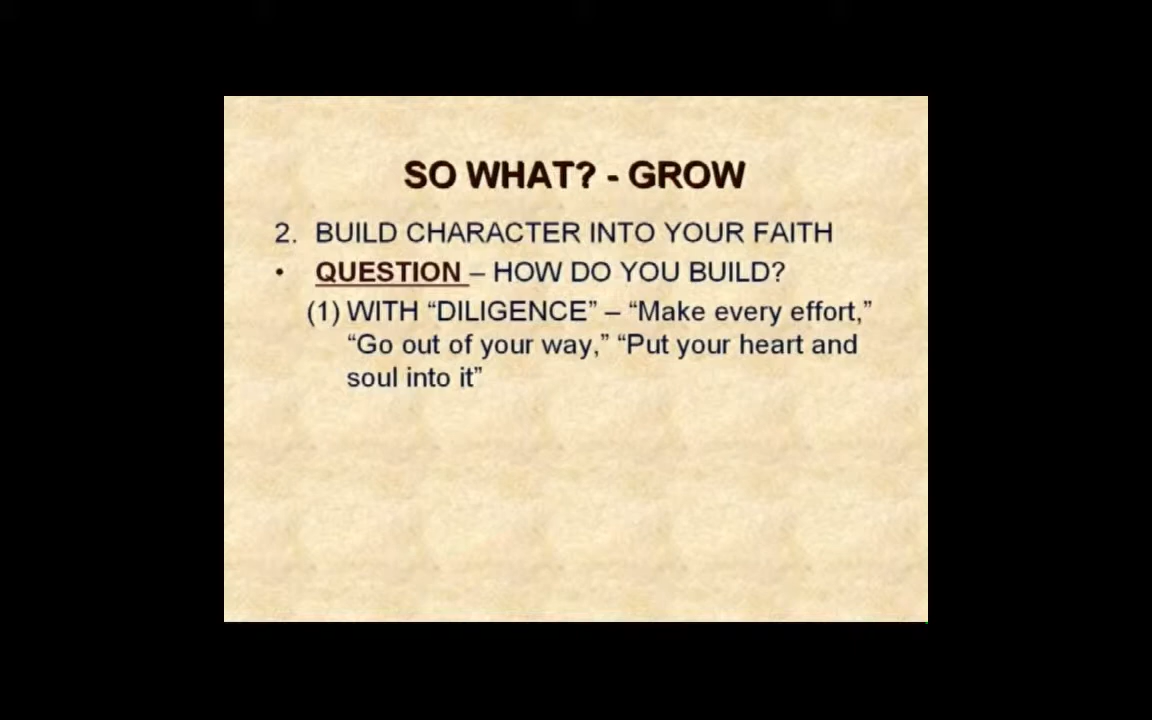 SO WHAT? - GROW
2. BUILD CHARACTER INTO YOUR FAITH
• QUESTION – HOW DO YOU BUILD?
(1) WITH “DILIGENCE” – “Make every effort,”
“Go out of your way,” “Put your heart and
soul into it”